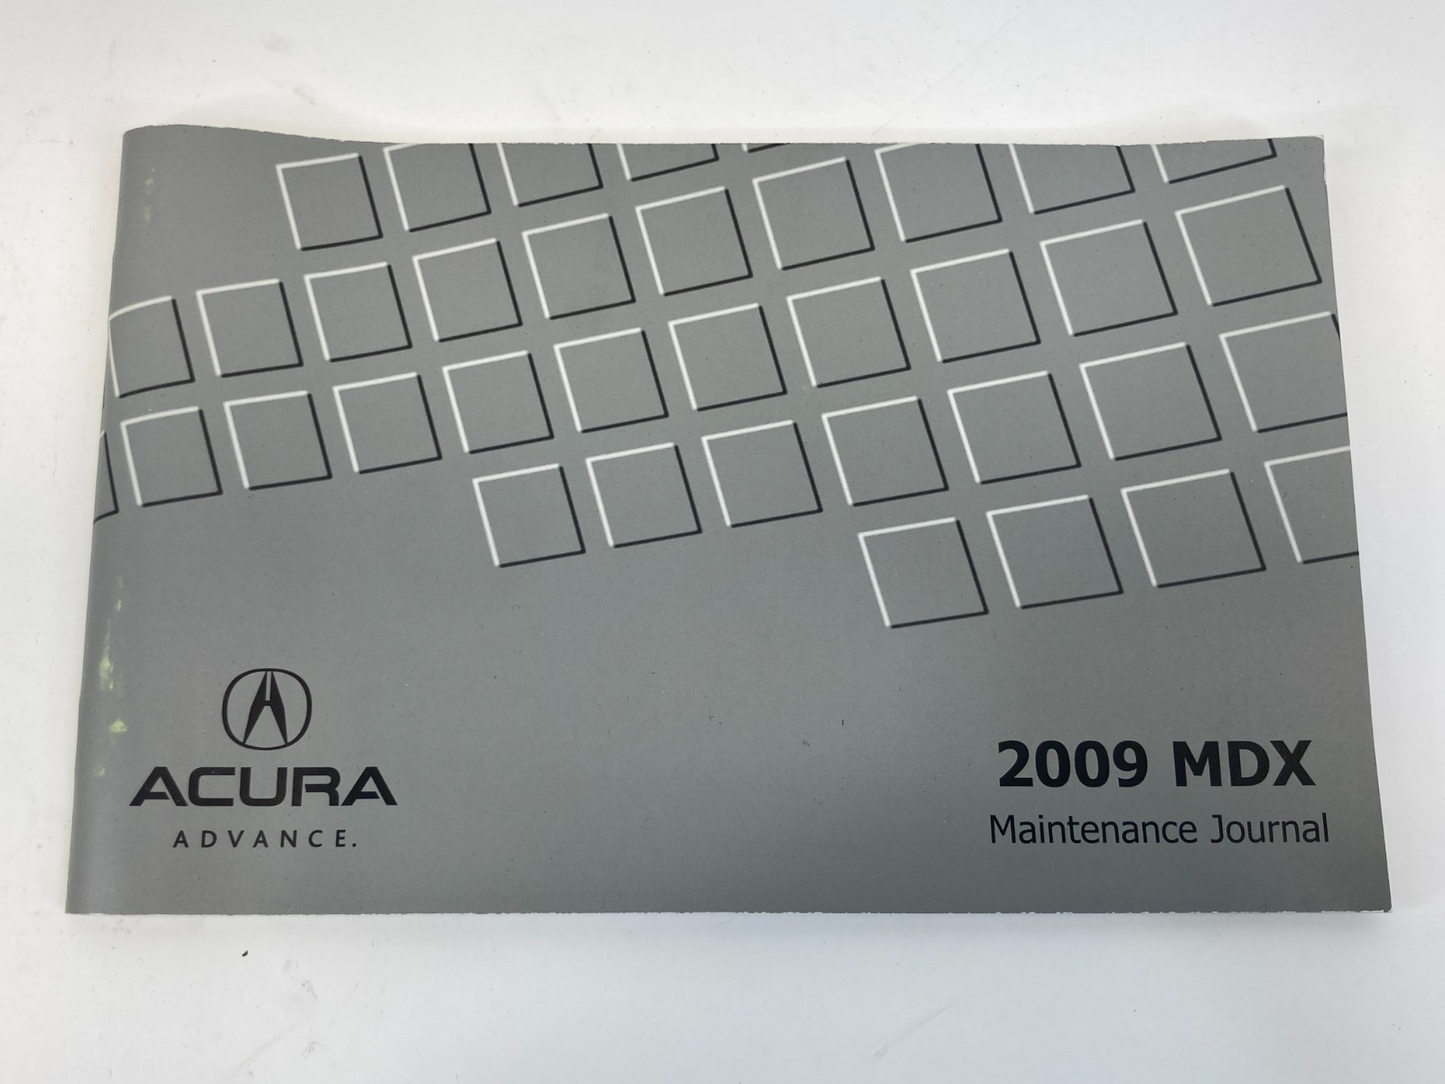 ACURA
ADVANCE.
2009 MDX
Maintenance Journal